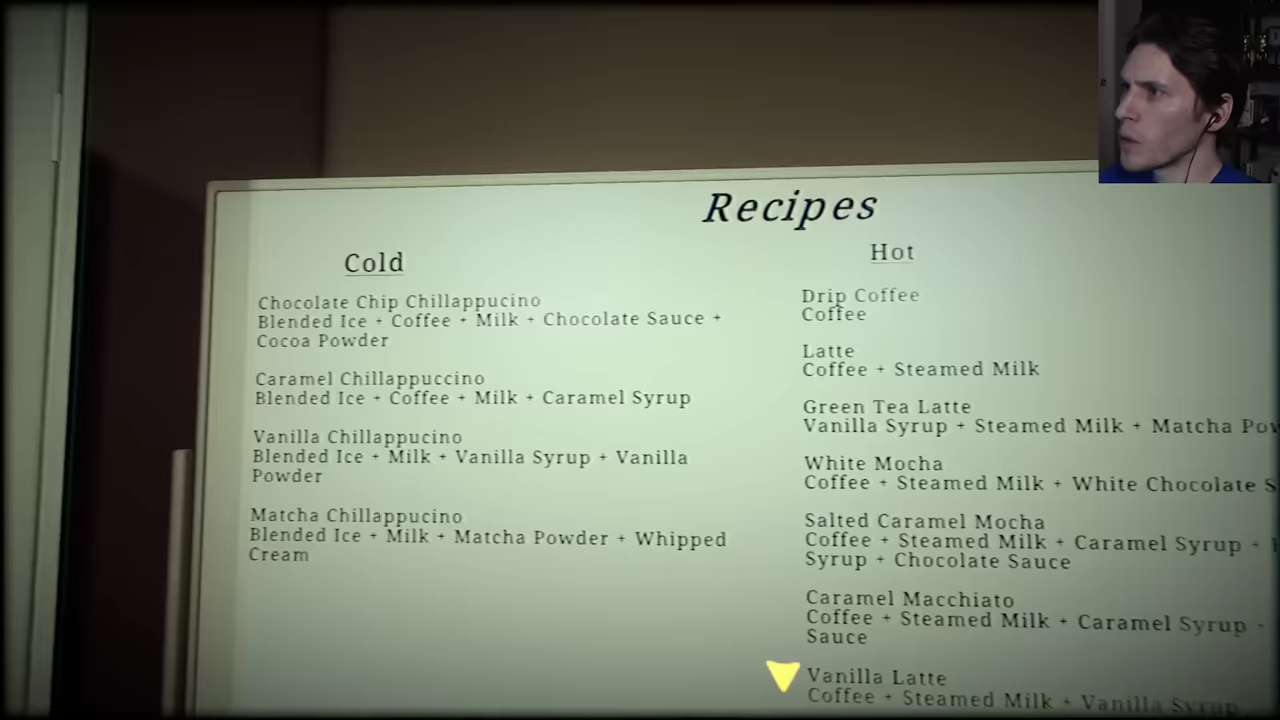 Recipes
Cold
Chocolate Chip Chillappucino
Blended Ice + Coffee + Milk + Chocolate Sauce +
Cocoa Powder
Caramel Chillappuccino
Blended Ice + Coffee + Milk + Caramel Syrup
Vanilla Chillappucino
Blended Ice + Milk + Vanilla Syrup + Vanilla
Powder
Matcha Chillappucino
Blended Ice + Milk + Matcha Powder + Whipped
Cream
Hot
Drip Coffee
Coffee
Latte
Coffee + Steamed Milk
Green Tea Latte
Vanilla Syrup + Steamed Milk + Matcha
White Mocha
Coffee + Steamed Milk + White Chocolate
Salted Caramel Mocha
Coffee + Steamed Milk + Caramel Syrup +
Syrup + Chocolate Sauce
Caramel Macchiato
Coffee + Steamed Milk + Caramel Syrup
Sauce
Vanilla Latte
Coffee + Steamed Milk + Vanilla Syrup